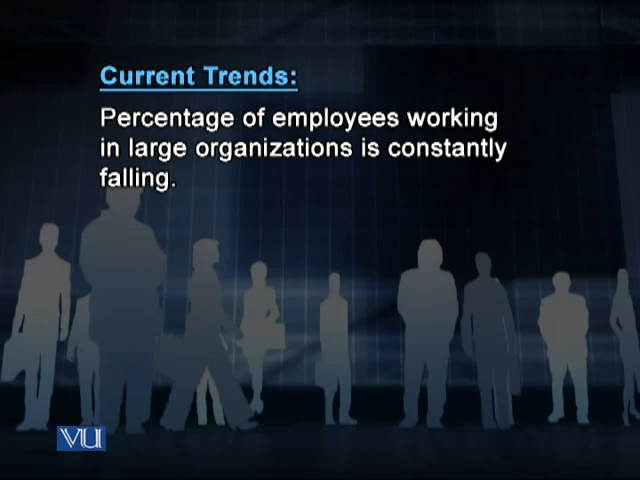 Current Trends:
Percentage of employees working
in large organizations is constantly
falling.
VU